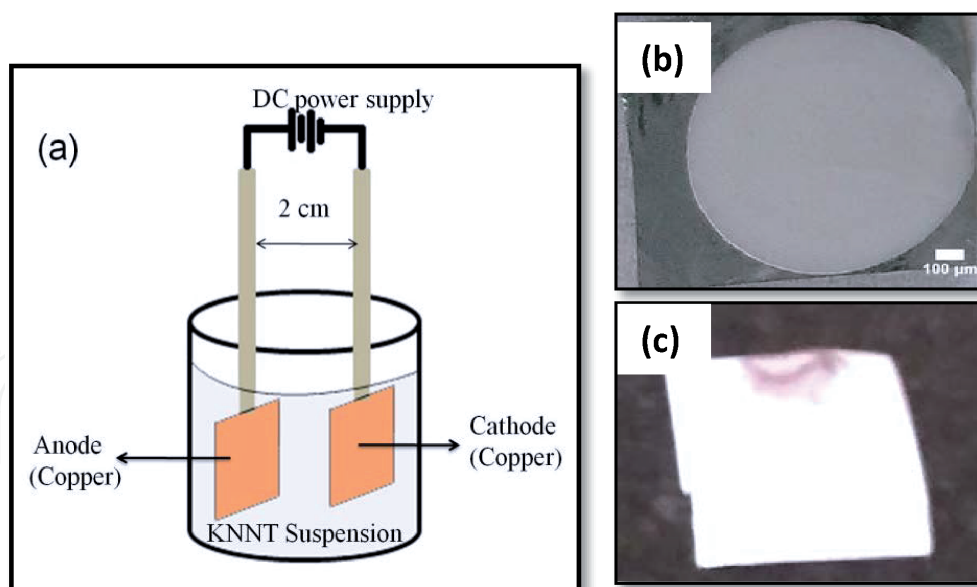 (a)
DC power supply
2 cm
Anode
(Copper)
Cathode
(Copper)
KNNT Suspension
(b)
100 µm
(c)